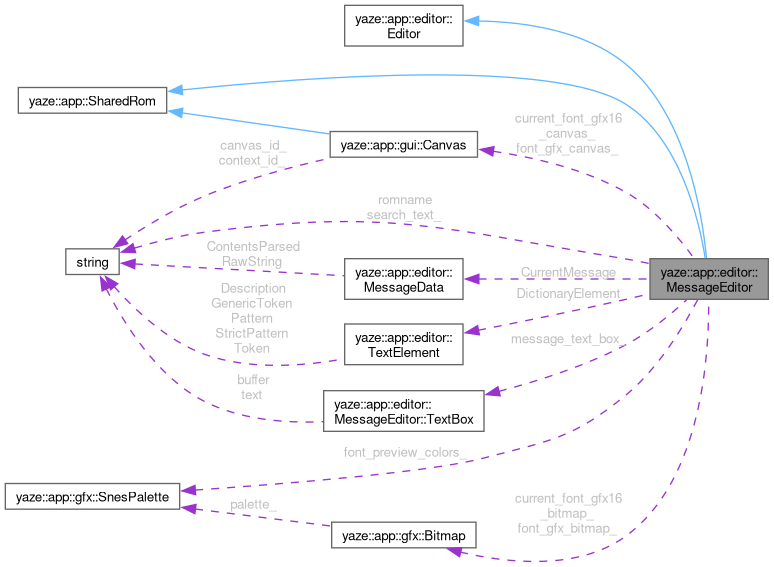 yaze::app::editor::
Editor
yaze::app::SharedRom
current_font_gfx16
_canvas_
font_gfx_canvas_
yaze::app::gui::Canvas
canvas_id_
context_id_
romname
search_text_
ContentsParsed
RawString
string
yaze::app::editor::
MessageData
CurrentMessage
yaze::app::editor::
MessageEditor
DictionaryElement
Description
GenericToken
Pattern
StrictPattern
Token
yaze::app::editor::
TextElement
message_text_box_
buffer
text
yaze::app::editor::
MessageEditor::TextBox
font_preview_colors_
yaze::app::gfx::SnesPalette
palette_
current_font_gfx16
_bitmap_
font_gfx_bitmap_
yaze::app::gfx::Bitmap